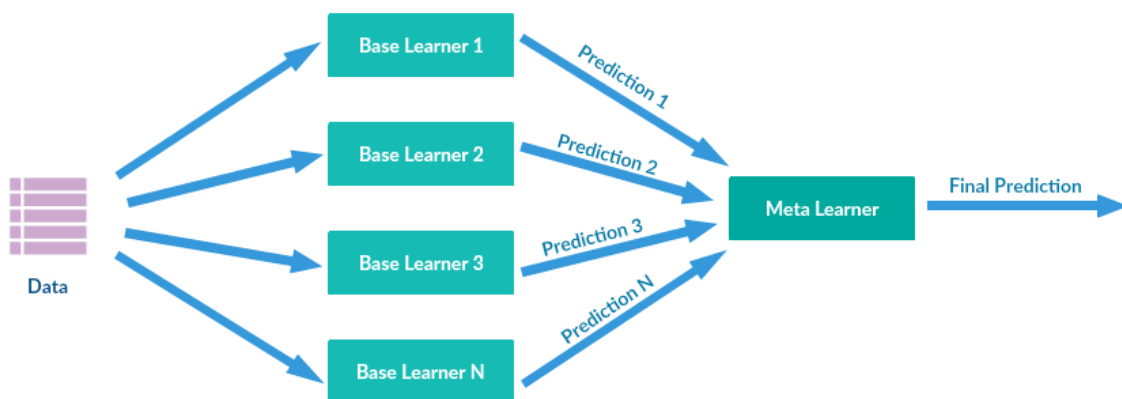 Base Learner 1
Prediction 1
Base Learner 2
Prediction 2
Data
Meta Learner
Final Prediction
Base Learner 3
Prediction 3
Base Learner N
Prediction N